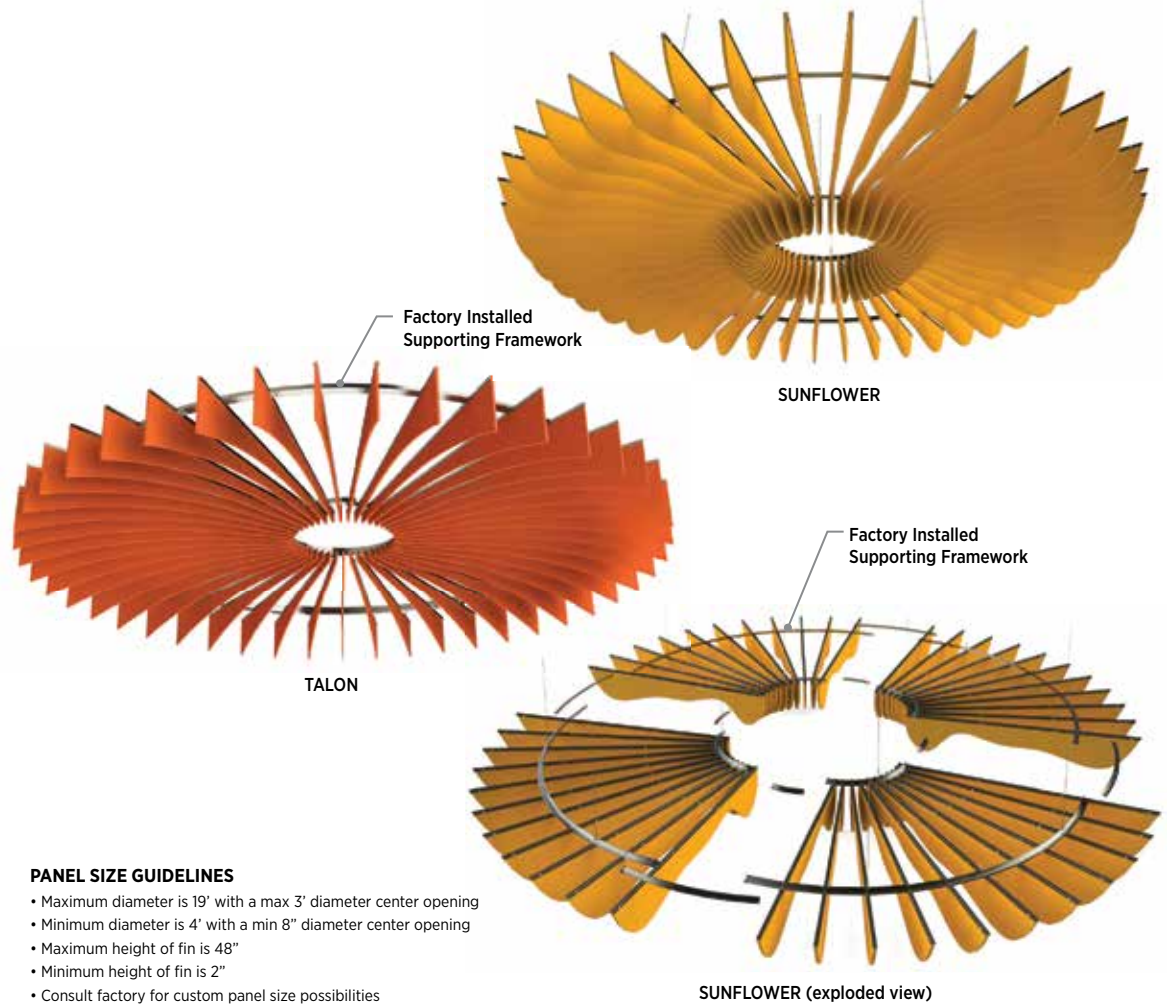 SUNFLOWER
Factory Installed
Supporting Framework
TALON
Factory Installed
Supporting Framework
SUNFLOWER (exploded view)
PANEL SIZE GUIDELINES
• Maximum diameter is 19’ with a max 3’ diameter center opening
• Minimum diameter is 4’ with a min 8” diameter center opening
• Maximum height of fin is 48”
• Minimum height of fin is 2”
• Consult factory for custom panel size possibilities